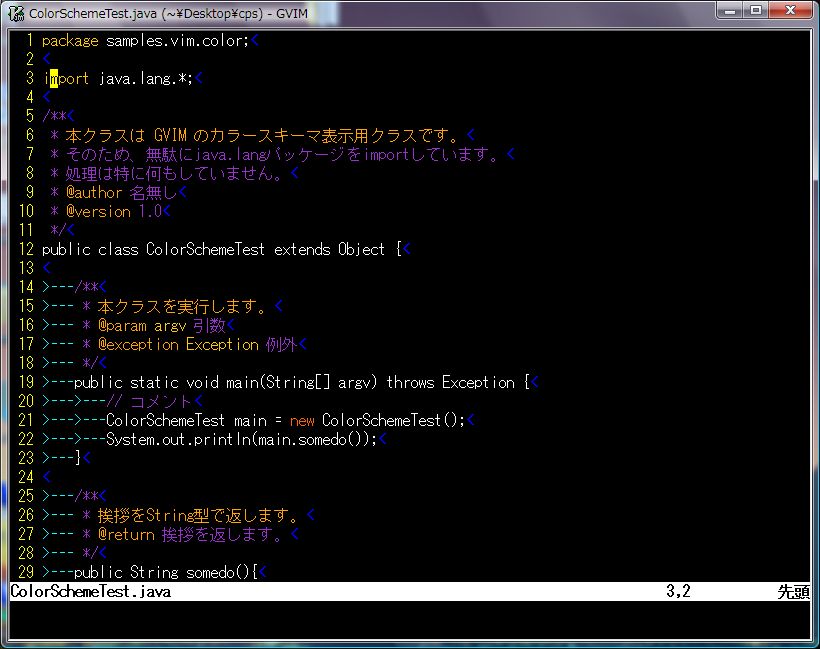 ColorSchemeTest.java (~¥Desktop¥cps) - GVIM
1 package samples.vim.color;<
2 <
3 import java.lang.*;<
4 <
5 /**<
6  * 本クラスは GVIM のカラースキーマ表示用クラスです。<
7  * そのため、無駄にjava.langパッケージをimportしています。<
8  * 処理は特に何もしていません。<
9  * @author 名無し<
10  * @version 1.0<
11  */<
12 public class ColorSchemeTest extends Object {<
13 <
14 >---/**<
15 >--- * 本クラスを実行します。<
16 >--- * @param argv 引数<
17 >--- * @exception Exception 例外<
18 >--- */<
19 >---public static void main(String[] argv) throws Exception {<
20 >--->---// コメント<
21 >--->---ColorSchemeTest main = new ColorSchemeTest();<
22 >--->---System.out.println(main.somedo());<
23 >---}<
24 <
25 >---/**<
26 >--- * 挨拶をString型で返します。<
27 >--- * @return 挨拶を返します。<
28 >--- */<
29 >---public String somedo(){<
ColorSchemeTest.java 3,2 先頭